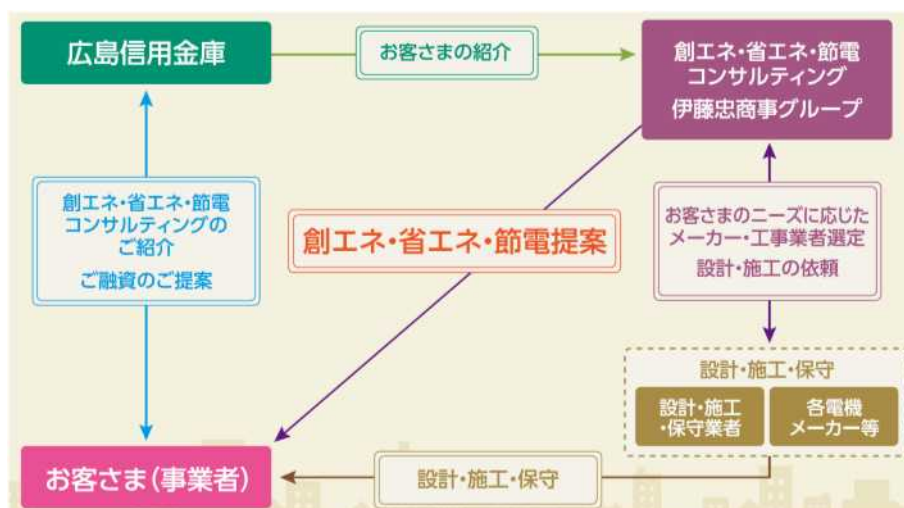 広島信用金庫
お客さまの紹介
創エネ・省エネ・節電
コンサルティング
伊藤忠商事グループ
創エネ・省エネ・節電
コンサルティングの
ご紹介
ご融資のご提案
創エネ・省エネ・節電提案
お客さまのニーズに応じた
メーカー・工事業者選定
設計・施工の依頼
設計・施工・保守
設計・施工
・保守業者
各電機
メーカー等
お客さま(事業者)
設計・施工・保守